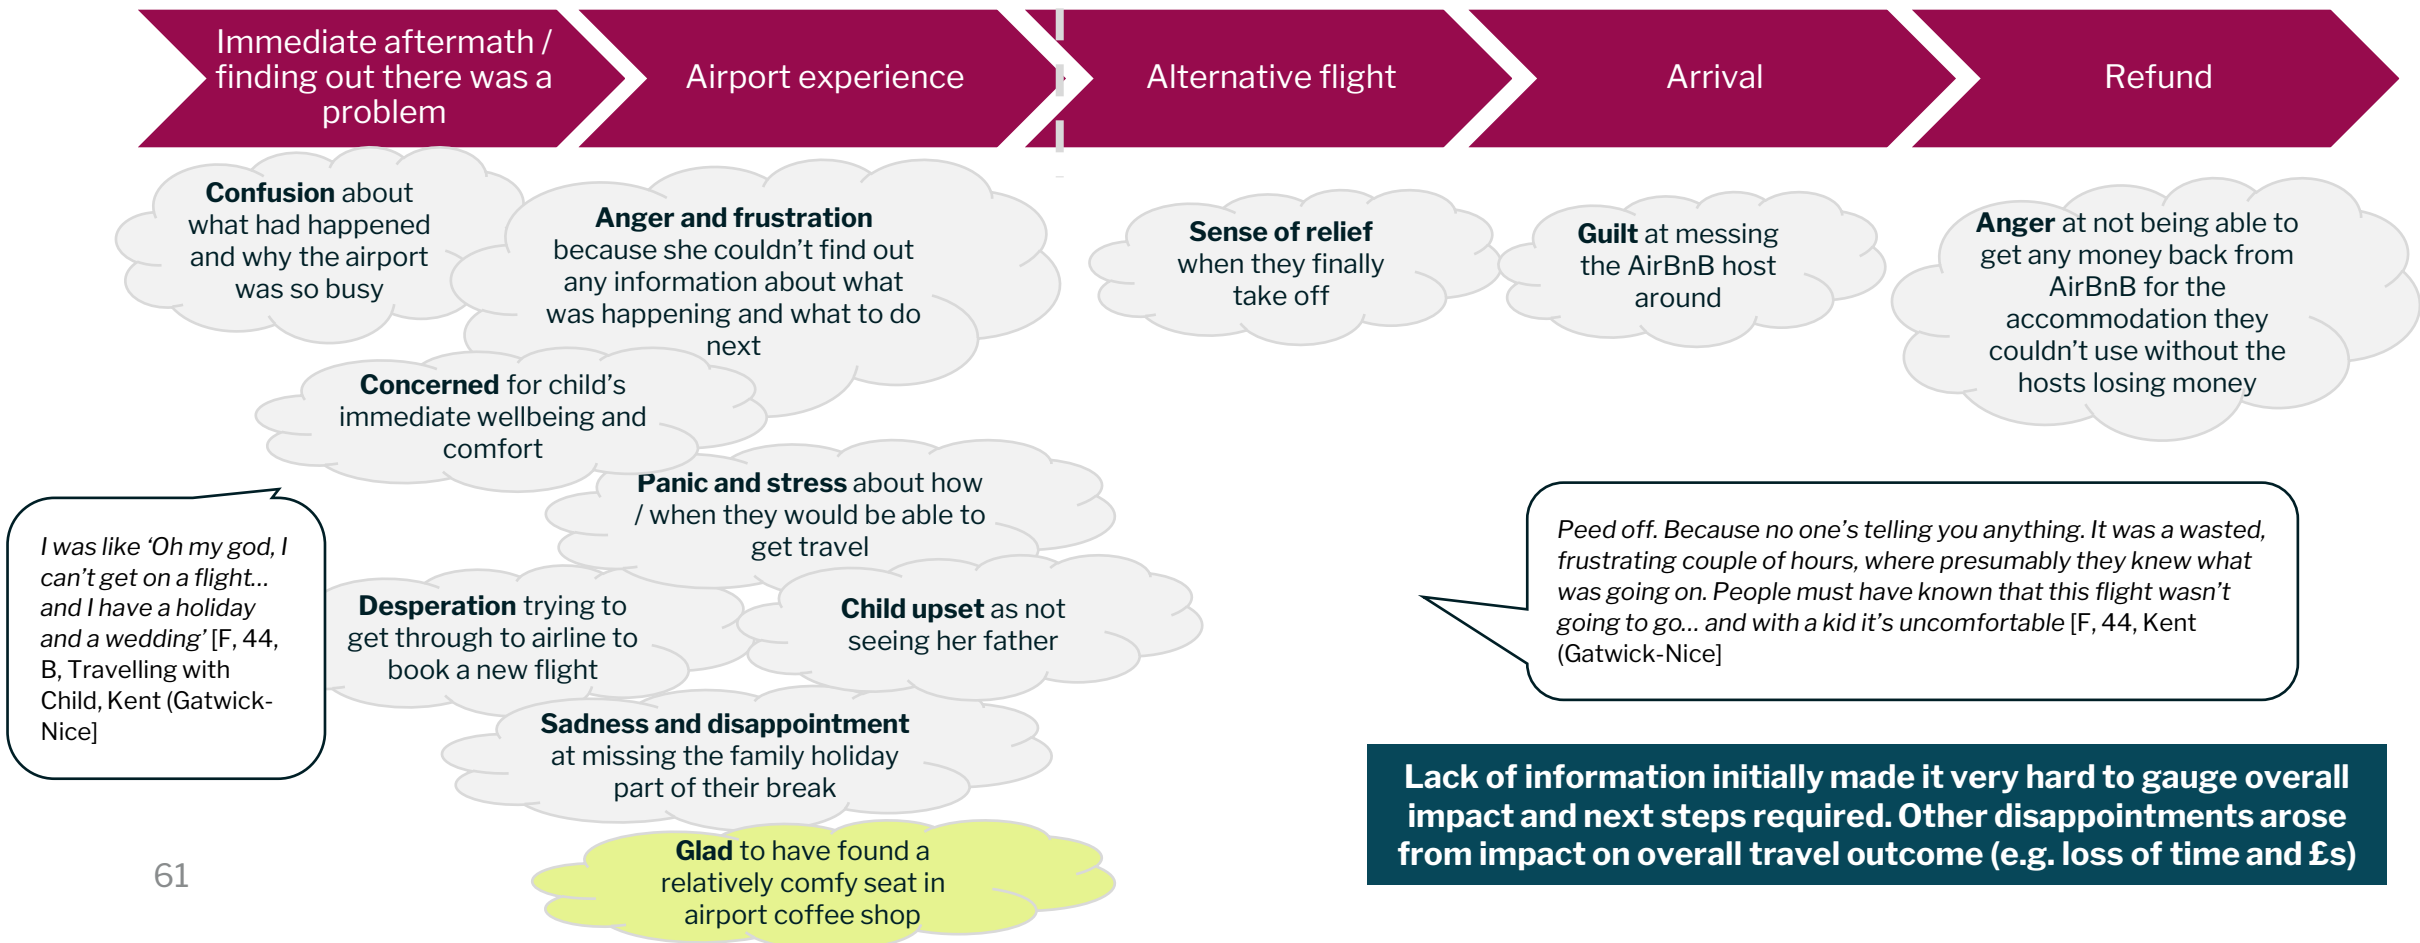 Immediate aftermath /
finding out there was a
problem
Airport experience
Alternative flight
Arrival
Refund
Confusion about
what had happened
and why the airport
was so busy
Anger and frustration
because she couldn't find out
any information about what
was happening and what to do
next
Sense of relief
when they finally
take off
Guilt at messing
the AirBnB host
around
Anger at not being able to
get any money back from
AirBnB for the
accommodation they
couldn't use without the
hosts losing money
Concerned for child's
immediate wellbeing and
comfort
Panic and stress about how
/ when they would be able to
get travel
I was like ‘Oh my god, I
can't get on a flight…
and I have a holiday
and a wedding’ [F, 44,
B, Travelling with
Child, Kent (Gatwick-
Nice]
Desperation trying to
get through to airline to
book a new flight
Child upset as not
seeing her father
Peed off. Because no one's telling you anything. It was a wasted,
frustrating couple of hours, where presumably they knew what
was going on. People must have known that this flight wasn't
going to go… and with a kid it's uncomfortable [F, 44, Kent
(Gatwick-Nice]
Sadness and disappointment
at missing the family holiday
part of their break
Glad to have found a
relatively comfy seat in
airport coffee shop
Lack of information initially made it very hard to gauge overall
impact and next steps required. Other disappointments arose
from impact on overall travel outcome (e.g. loss of time and £s)
61